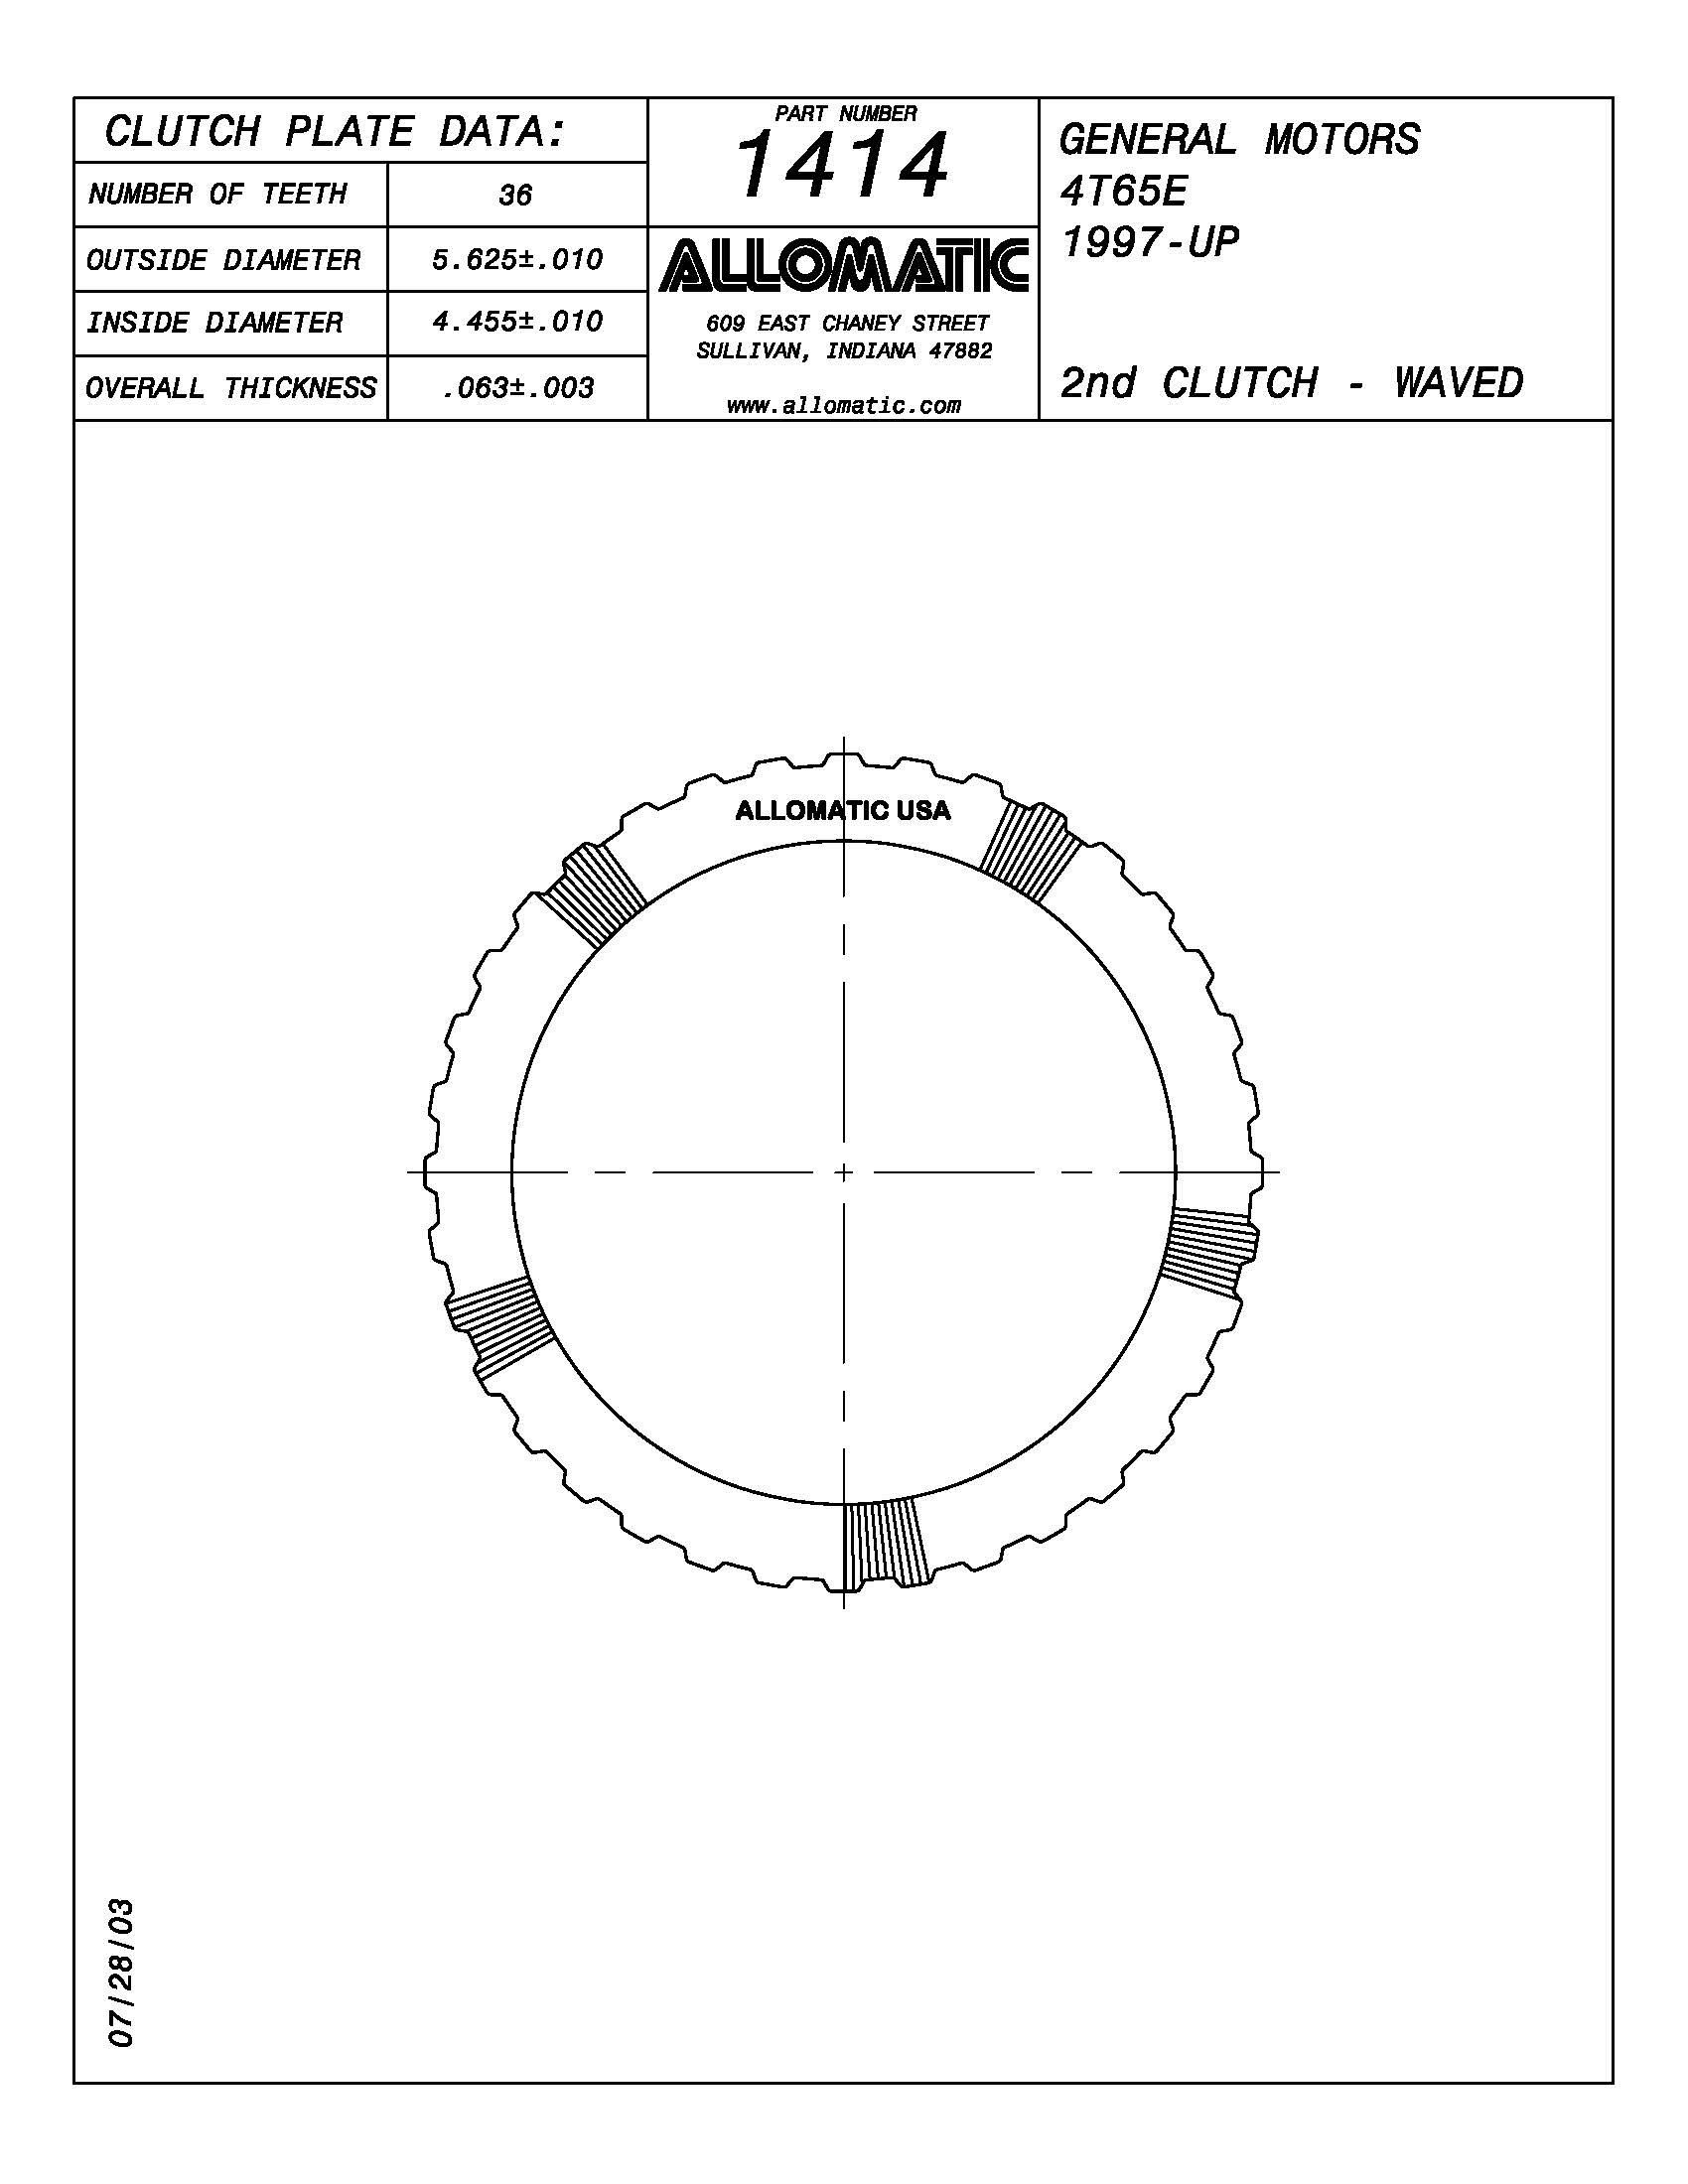 CLUTCH PLATE DATA:
NUMBER OF TEETH 36
OUTSIDE DIAMETER 5.625±.010
INSIDE DIAMETER 4.455±.010
OVERALL THICKNESS .063±.003
PART NUMBER
1414
ALLOMATIC
609 EAST CHANEY STREET
SULLIVAN, INDIANA 47882
www.allomatic.com
GENERAL MOTORS
4T65E
1997-UP
2nd CLUTCH - WAVED
ALLOMATIC USA
07/28/03